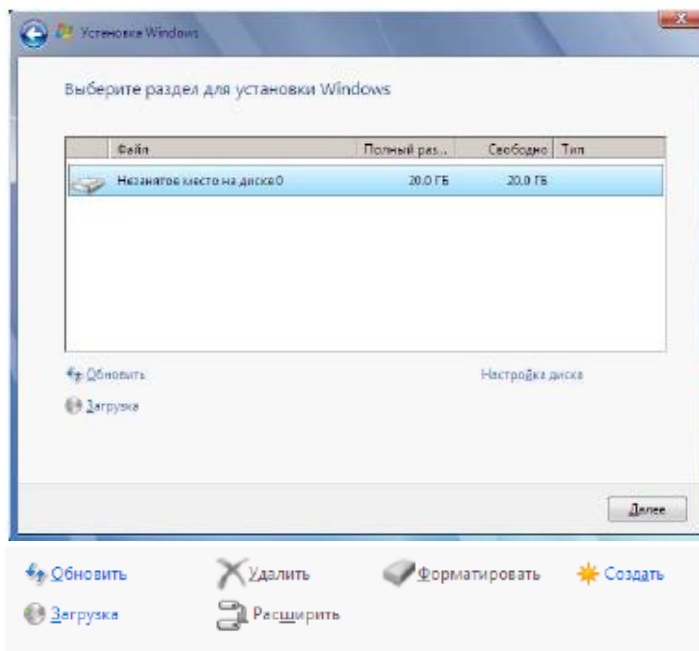 Установка Windows
Выберите раздел для установки Windows
Файл Полный раз... Свободно Тип
Незанятое место на диске 0 20.0 ГБ 20.0 ГБ
Обновить Настройка диска
Загрузка
Далее
Обновить Удалить Форматировать Создать
Загрузка Расширить